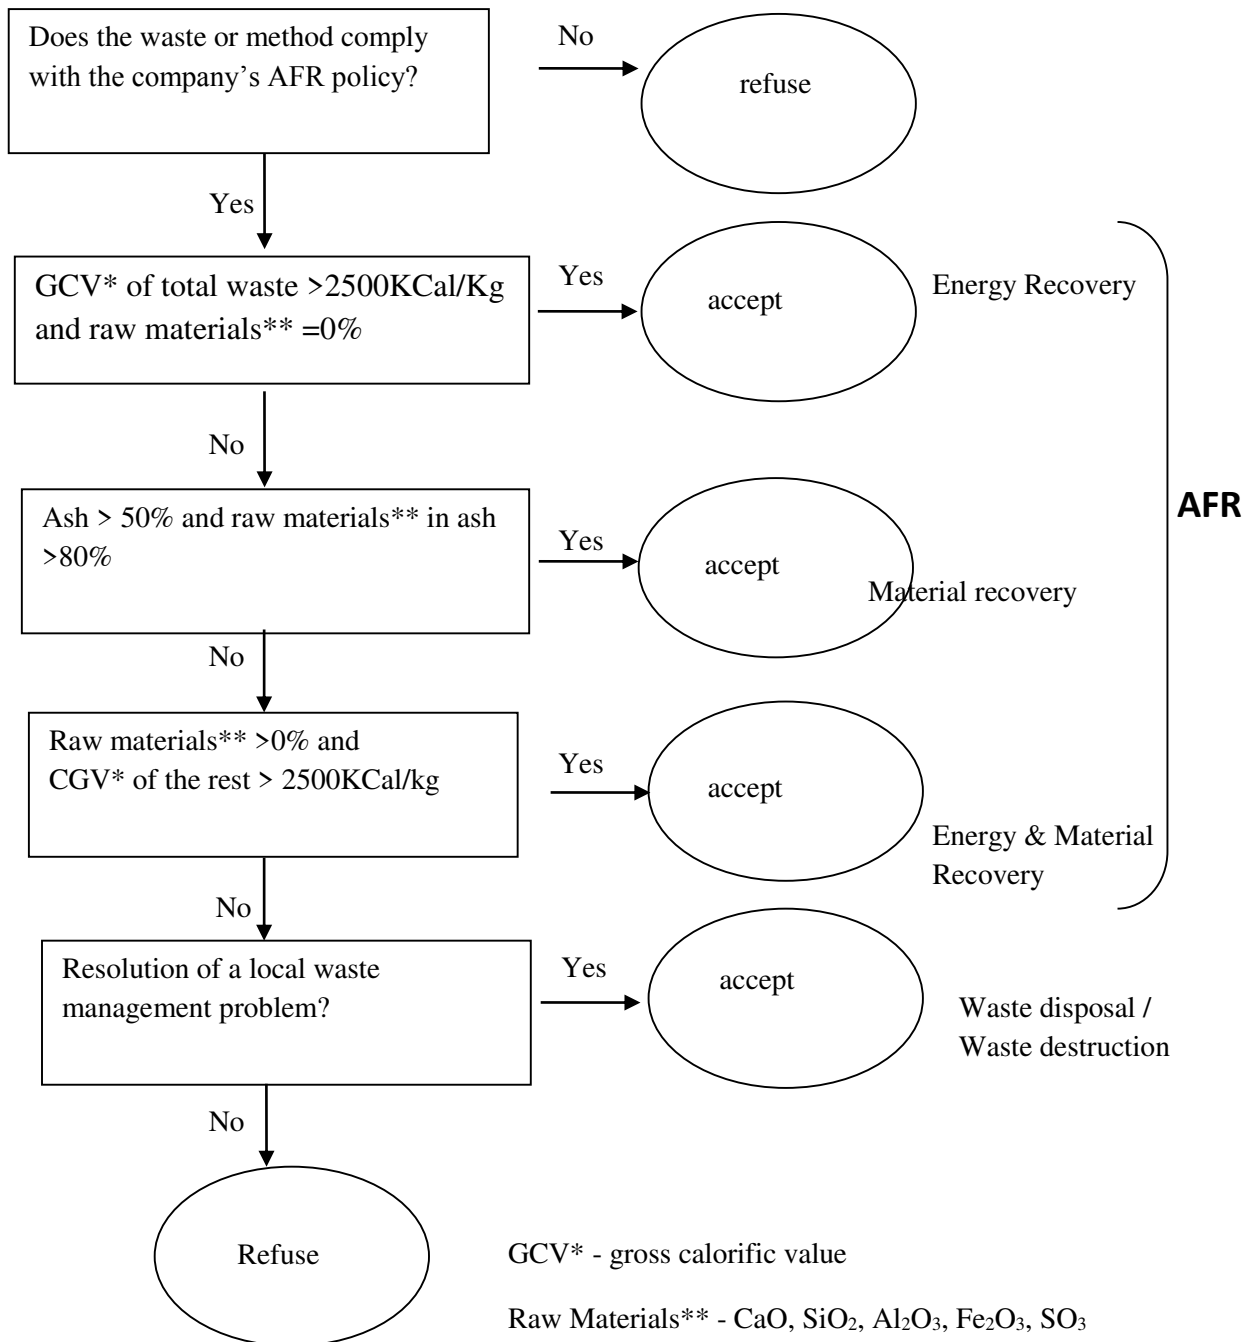 Does the waste or method comply
with the company’s AFR policy?
No
refuse
Yes
GCV* of total waste >2500KCal/Kg
and raw materials** =0%
Yes
accept
Energy Recovery
No
Ash > 50% and raw materials** in ash
>80%
Yes
accept
Material recovery
AFR
No
Raw materials** >0% and
CGV* of the rest > 2500KCal/kg
Yes
accept
Energy & Material
Recovery
No
Resolution of a local waste
management problem?
Yes
accept
Waste disposal /
Waste destruction
No
Refuse
GCV* - gross calorific value
Raw Materials** - CaO, SiO₂, Al₂O₃, Fe₂O₃, SO₃